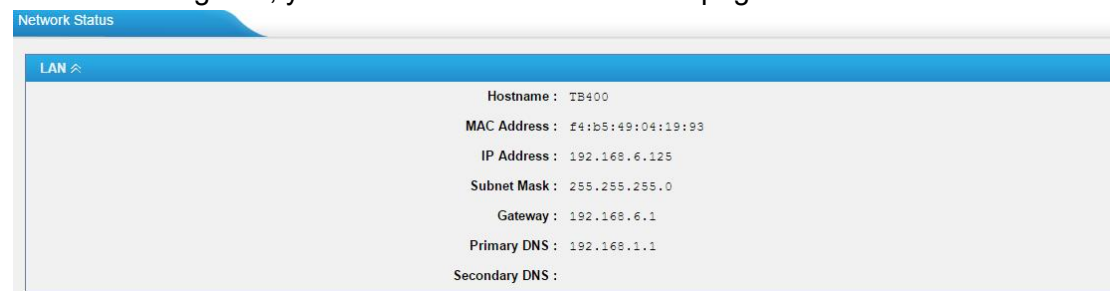 Network Status
LAN
Hostname : TB400
MAC Address : f4:b5:49:04:19:93
IP Address : 192.168.6.125
Subnet Mask : 255.255.255.0
Gateway : 192.168.6.1
Primary DNS : 192.168.1.1
Secondary DNS :